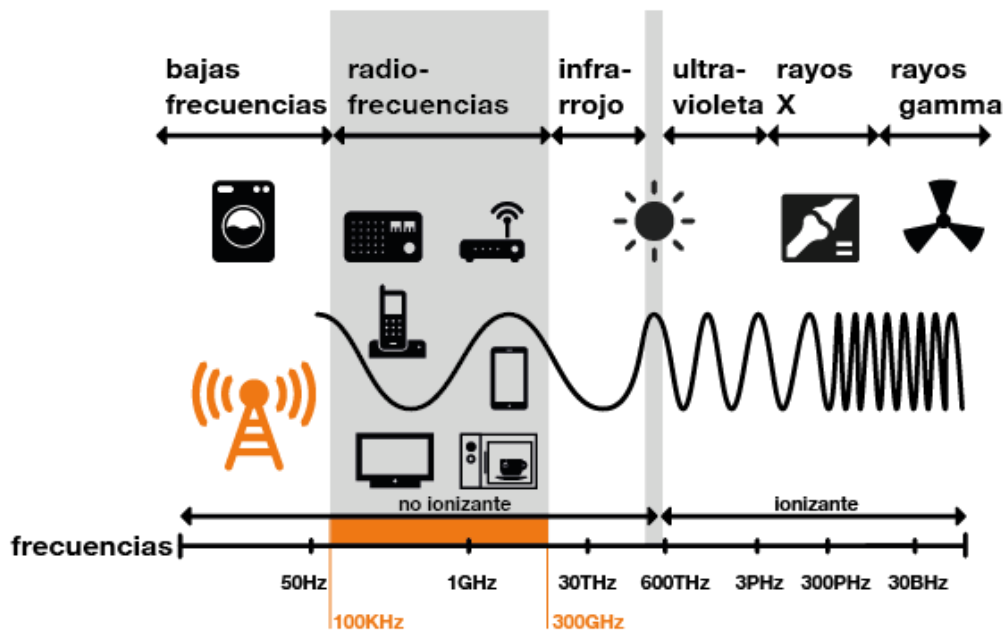 bajas
frecuencias
radio-
frecuencias
infra-
rrojo
ultra-
violeta
rayos
X
rayos
gamma
no ionizante
ionizante
frecuencias
50Hz
1GHz
30THz
600THz
3PHz
300PHz
30BHz
100KHz
300GHz